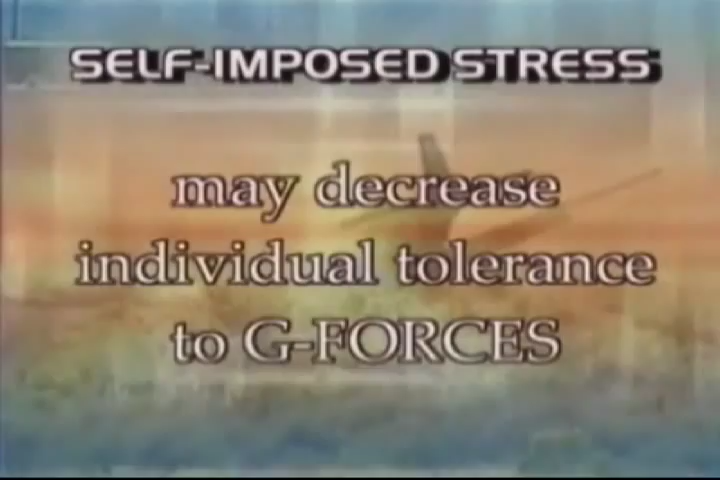 SELF-IMPOSED STRESS
may decrease
individual tolerance
to G-FORCES